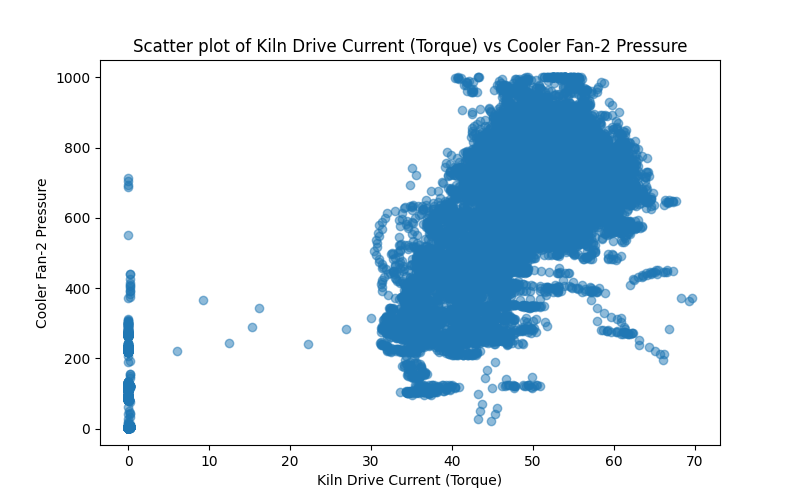 Scatter plot of Kiln Drive Current (Torque) vs Cooler Fan-2 Pressure
1000
800
600
400
200
0
Cooler Fan-2 Pressure
0 10 20 30 40 50 60 70
Kiln Drive Current (Torque)